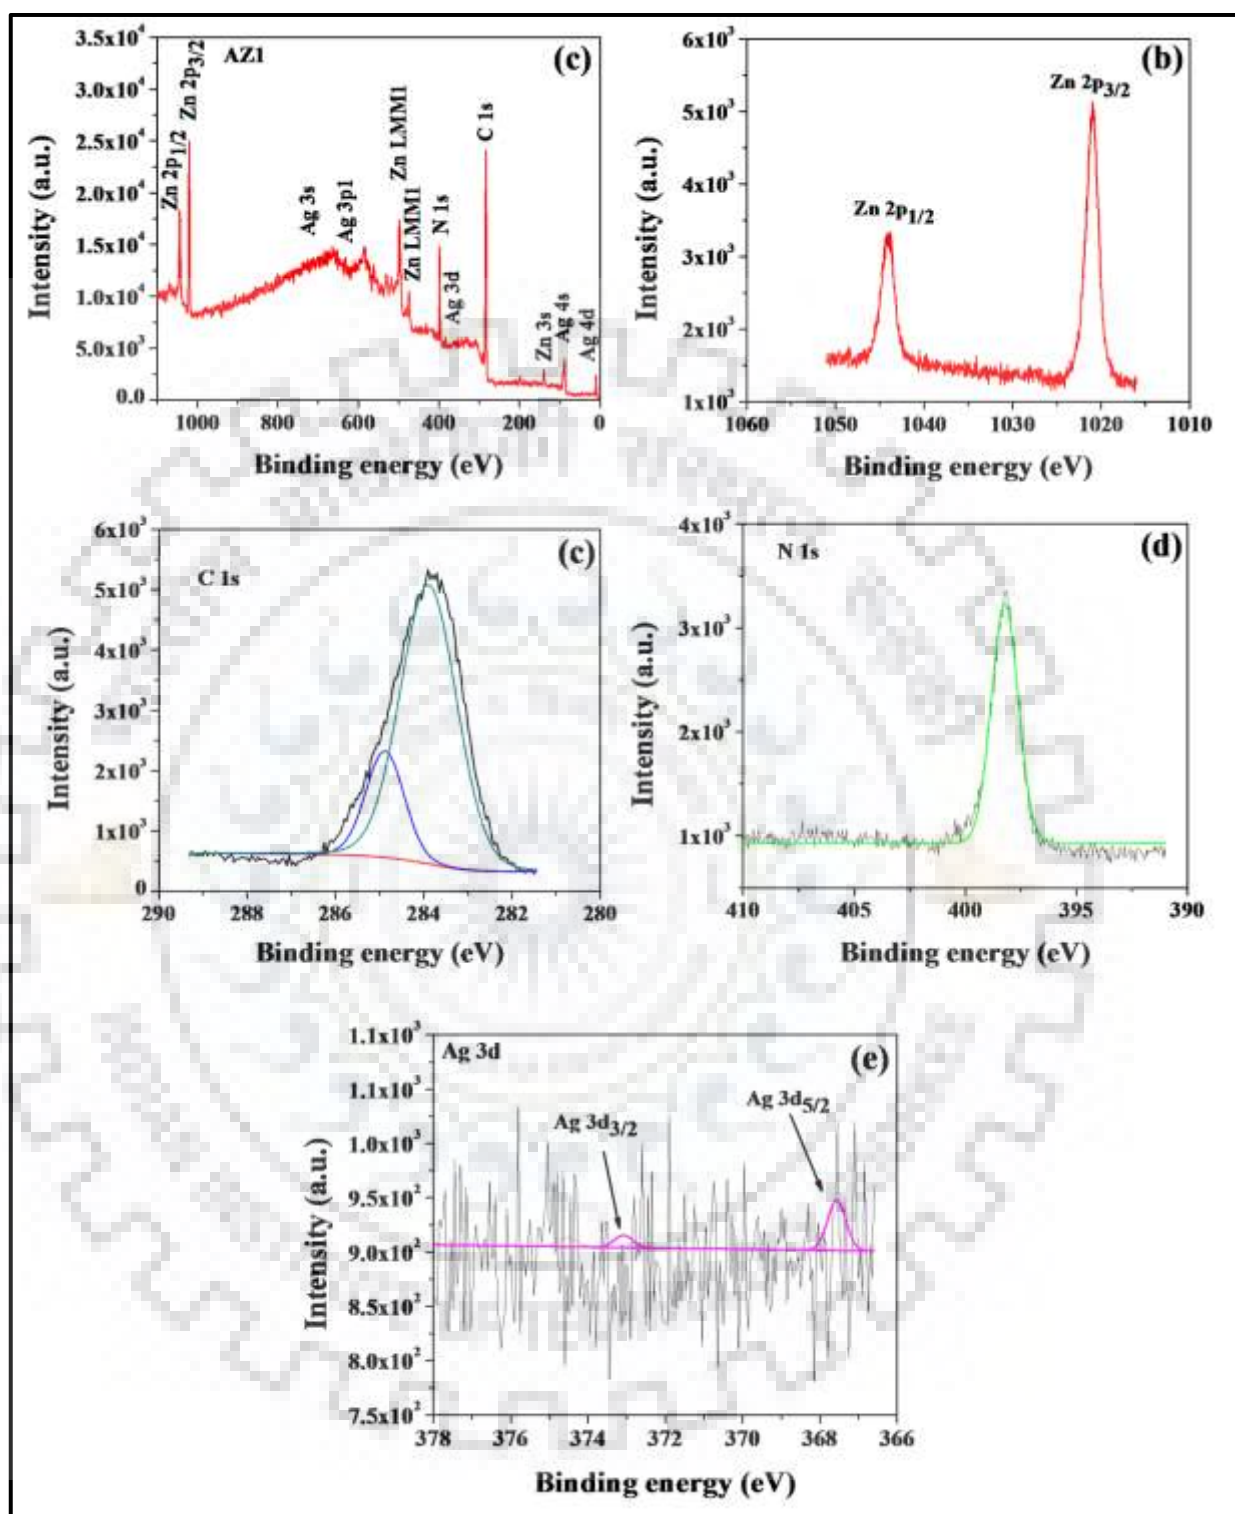 AZ1
(c)
Zn 2p1/2
Zn 2p3/2
Ag 3s
Ag 3p1
Zn LMM1
Zn LMM1
N 1s
Ag 3d
C 1s
Zn 3s
Ag 4s
Ag 4d
3.5x10⁴
3.0x10⁴
2.5x10⁴
2.0x10⁴
1.5x10⁴
1.0x10⁴
5.0x10³
0.0
1000 800 600 400 200 0
Intensity (a.u.)
Binding energy (eV)
(b)
Zn 2p3/2
Zn 2p1/2
6x10³
5x10³
4x10³
3x10³
2x10³
1x10³
1060 1050 1040 1030 1020 1010
Intensity (a.u.)
Binding energy (eV)
(c)
C 1s
6x10³
5x10³
4x10³
3x10³
2x10³
1x10³
0
290 288 286 284 282 280
Intensity (a.u.)
Binding energy (eV)
N 1s
(d)
4x10³
3x10³
2x10³
1x10³
410 405 400 395 390
Intensity (a.u.)
Binding energy (eV)
Ag 3d
(e)
Ag 3d3/2
Ag 3d5/2
1.1x10³
1.1x10³
1.0x10³
9.5x10²
9.0x10²
8.5x10²
8.0x10²
7.5x10²
378 376 374 372 370 368 366
Intensity (a.u.)
Binding energy (eV)